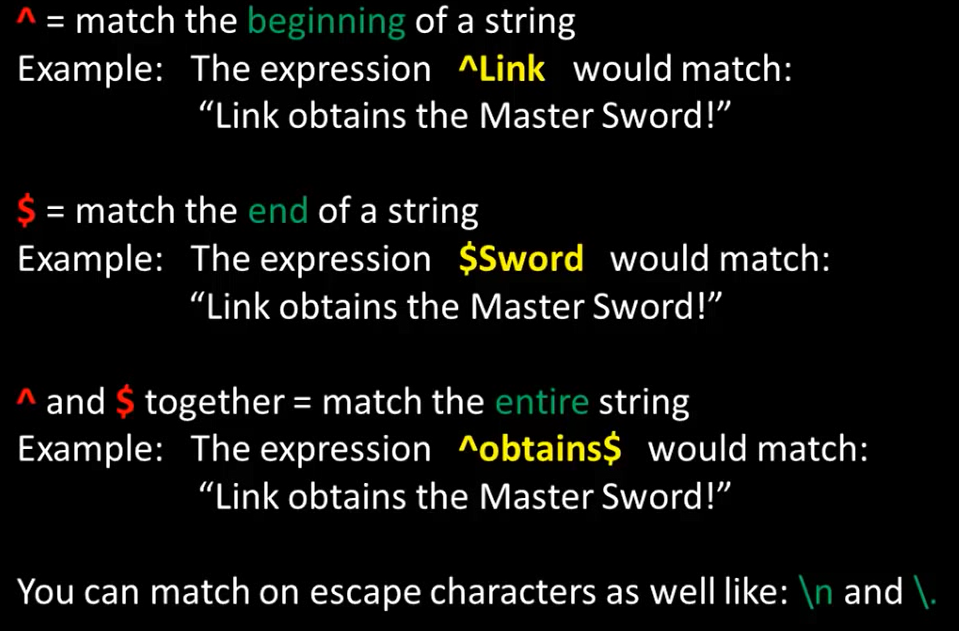 ^ = match the beginning of a string
Example: The expression ^Link would match:
“Link obtains the Master Sword!”
$ = match the end of a string
Example: The expression $Sword would match:
“Link obtains the Master Sword!”
^ and $ together = match the entire string
Example: The expression ^obtains$ would match:
“Link obtains the Master Sword!”
You can match on escape characters as well like: \n and \.